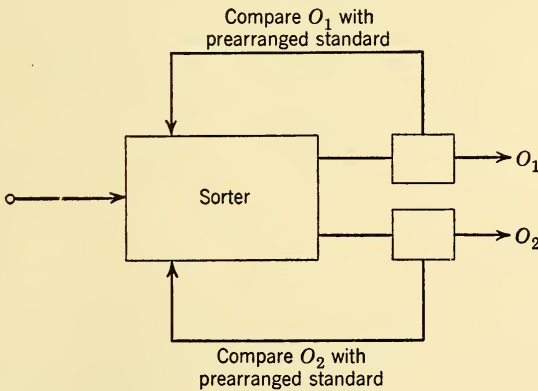 Compare O₁ with
prearranged standard
O₁
Sorter
O₂
Compare O₂ with
prearranged standard